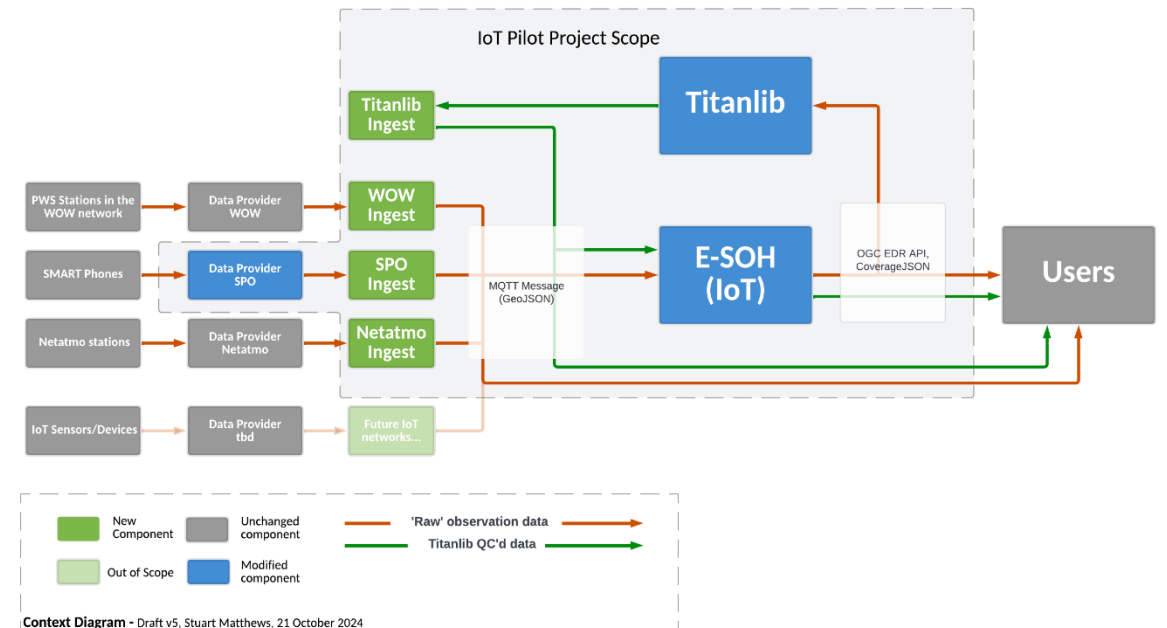 IoT Pilot Project Scope
Titanlib
Ingest
Titanlib
PWS Stations in the
WOW network
Data Provider
WOW
WOW
Ingest
SMART Phones
Data Provider
SPO
SPO
Ingest
MQTT Message
(GeoJSON)
E-SOH
(IoT)
OGC EDR API,
CoverageJSON
Users
Netatmo stations
Data Provider
Netatmo
Netatmo
Ingest
IoT Sensors/Devices
Data Provider
tbd
Future IoT
networks...
New
Component
Unchanged
component
'Raw' observation data
Titanlib QC'd data
Out of Scope
Modified
component
Context Diagram - Draft v5, Stuart Matthews, 21 October 2024